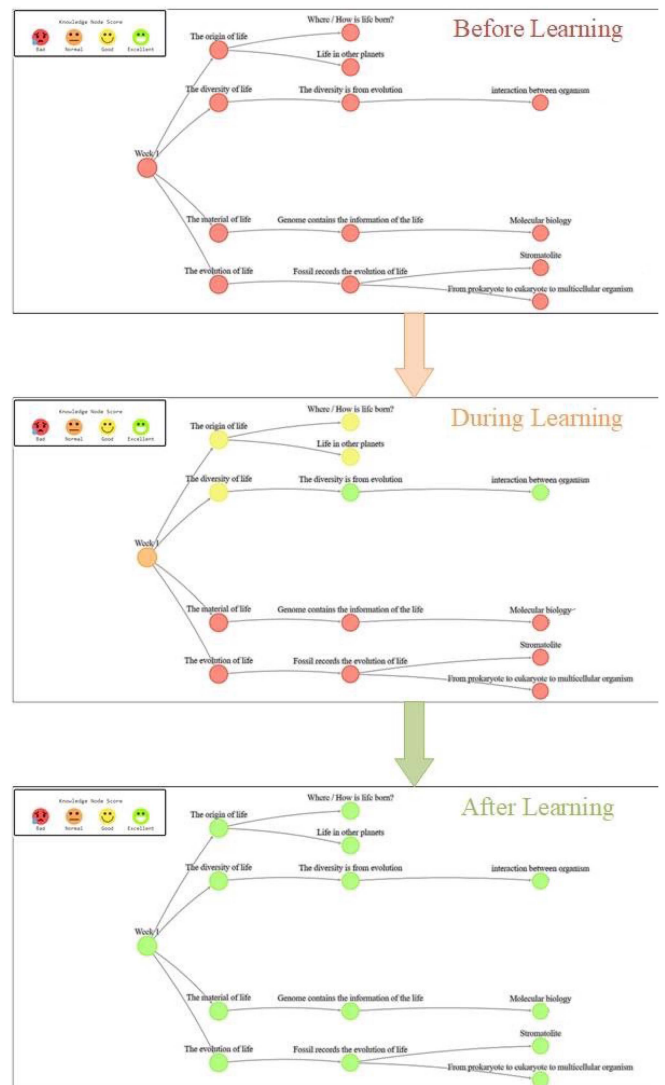 Knowledge Node Score
Bad Normal Good Excellent
Before Learning
Where / How is life born?
The origin of life
Life in other planets
The diversity of life
The diversity is from evolution
interaction between organism
Week 1
The material of life
Genome contains the information of the life
Molecular biology
Stromatolite
The evolution of life
Fossil records the evolution of life
From prokaryote to eukaryote to multicellular organism
Knowledge Node Score
Bad Normal Good Excellent
During Learning
Where / How is life born?
The origin of life
Life in other planets
The diversity of life
The diversity is from evolution
interaction between organism
Week 1
The material of life
Genome contains the information of the life
Molecular biology
Stromatolite
The evolution of life
Fossil records the evolution of life
From prokaryote to eukaryote to multicellular organism
Knowledge Node Score
Bad Normal Good Excellent
After Learning
Where / How is life born?
The origin of life
Life in other planets
The diversity of life
The diversity is from evolution
interaction between organism
Week 1
The material of life
Genome contains the information of the life
Molecular biology
Stromatolite
The evolution of life
Fossil records the evolution of life
From prokaryote to eukaryote to multicellular organism